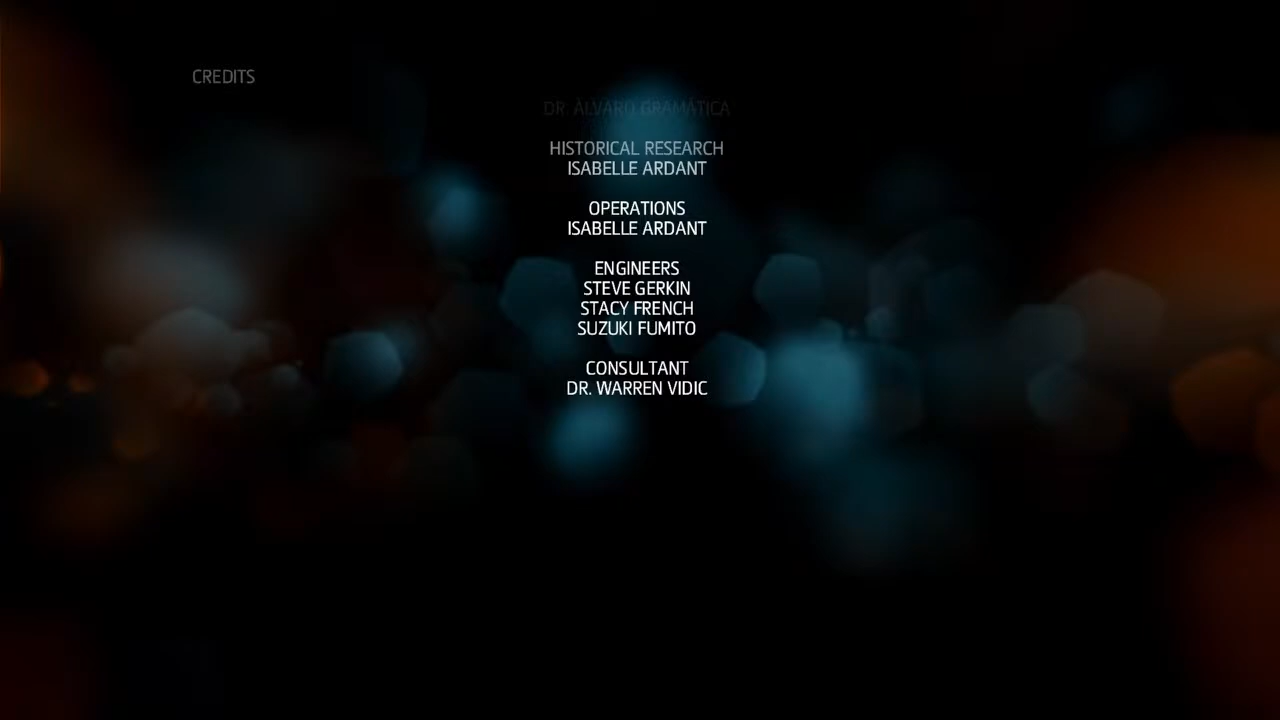 CREDITS
DR. ÁLVARO GRAMÁTICA
HISTORICAL RESEARCH
ISABELLE ARDANT
OPERATIONS
ISABELLE ARDANT
ENGINEERS
STEVE GERKIN
STACY FRENCH
SUZUKI FUMITO
CONSULTANT
DR. WARREN VIDIC